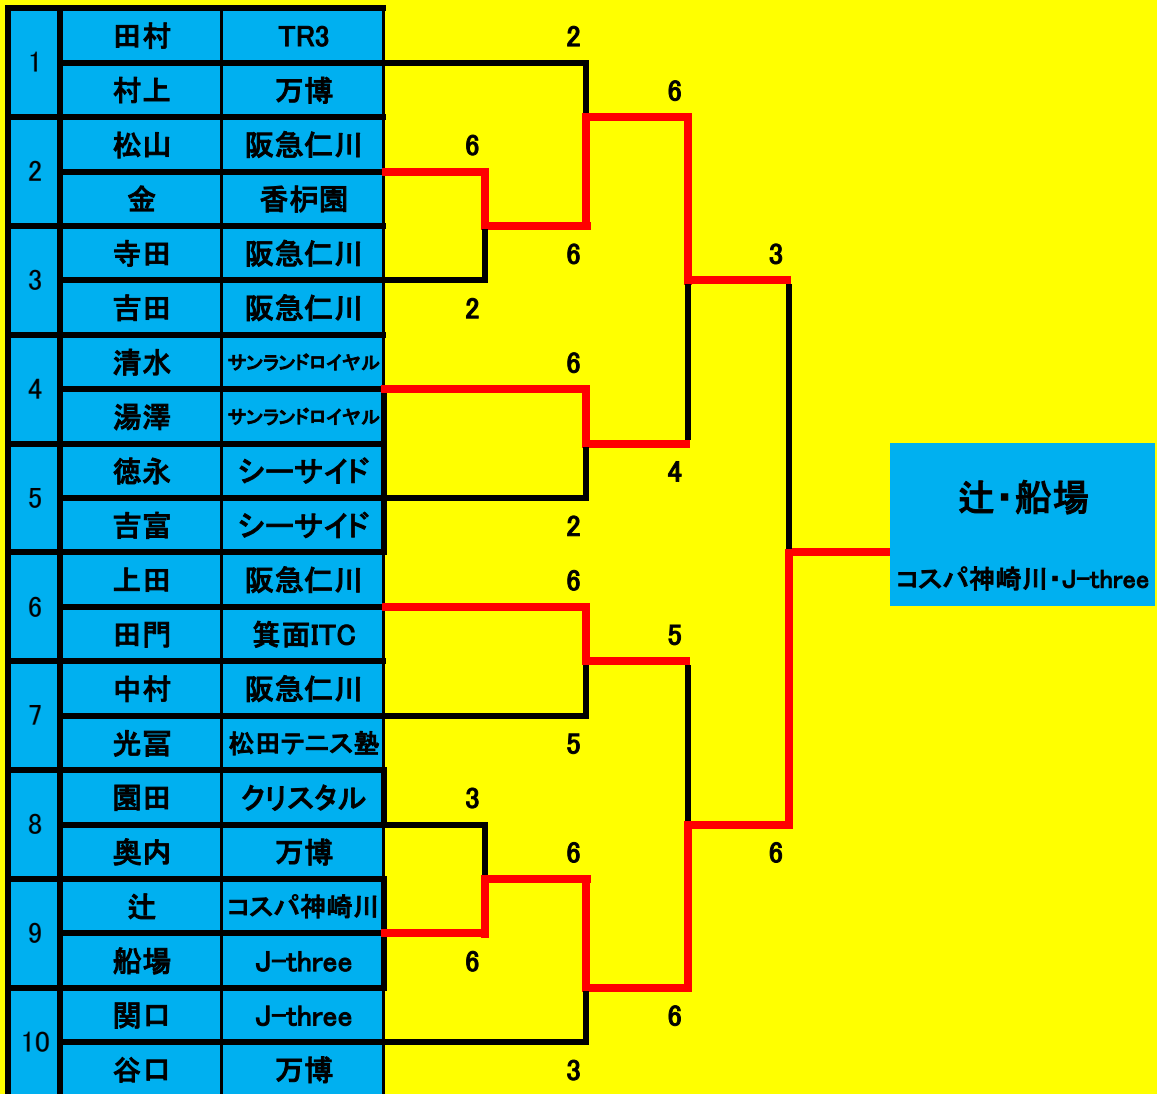 1
田村 TR3
村上 万博
2
松山 阪急仁川
金 香枦園
3
寺田 阪急仁川
吉田 阪急仁川
4
清水 サンランドロイヤル
湯澤 サンランドロイヤル
5
徳永 シーサイド
吉富 シーサイド
6
上田 阪急仁川
田門 箕面ITC
7
中村 阪急仁川
光冨 松田テニス塾
8
園田 クリスタル
奥内 万博
9
辻 コスパ神崎川
船場 J-three
10
関口 J-three
谷口 万博
2
6
6
6
3
2
6
4
2
6
5
5
3
6
6
6
6
3
辻・船場
コスパ神崎川・J-three